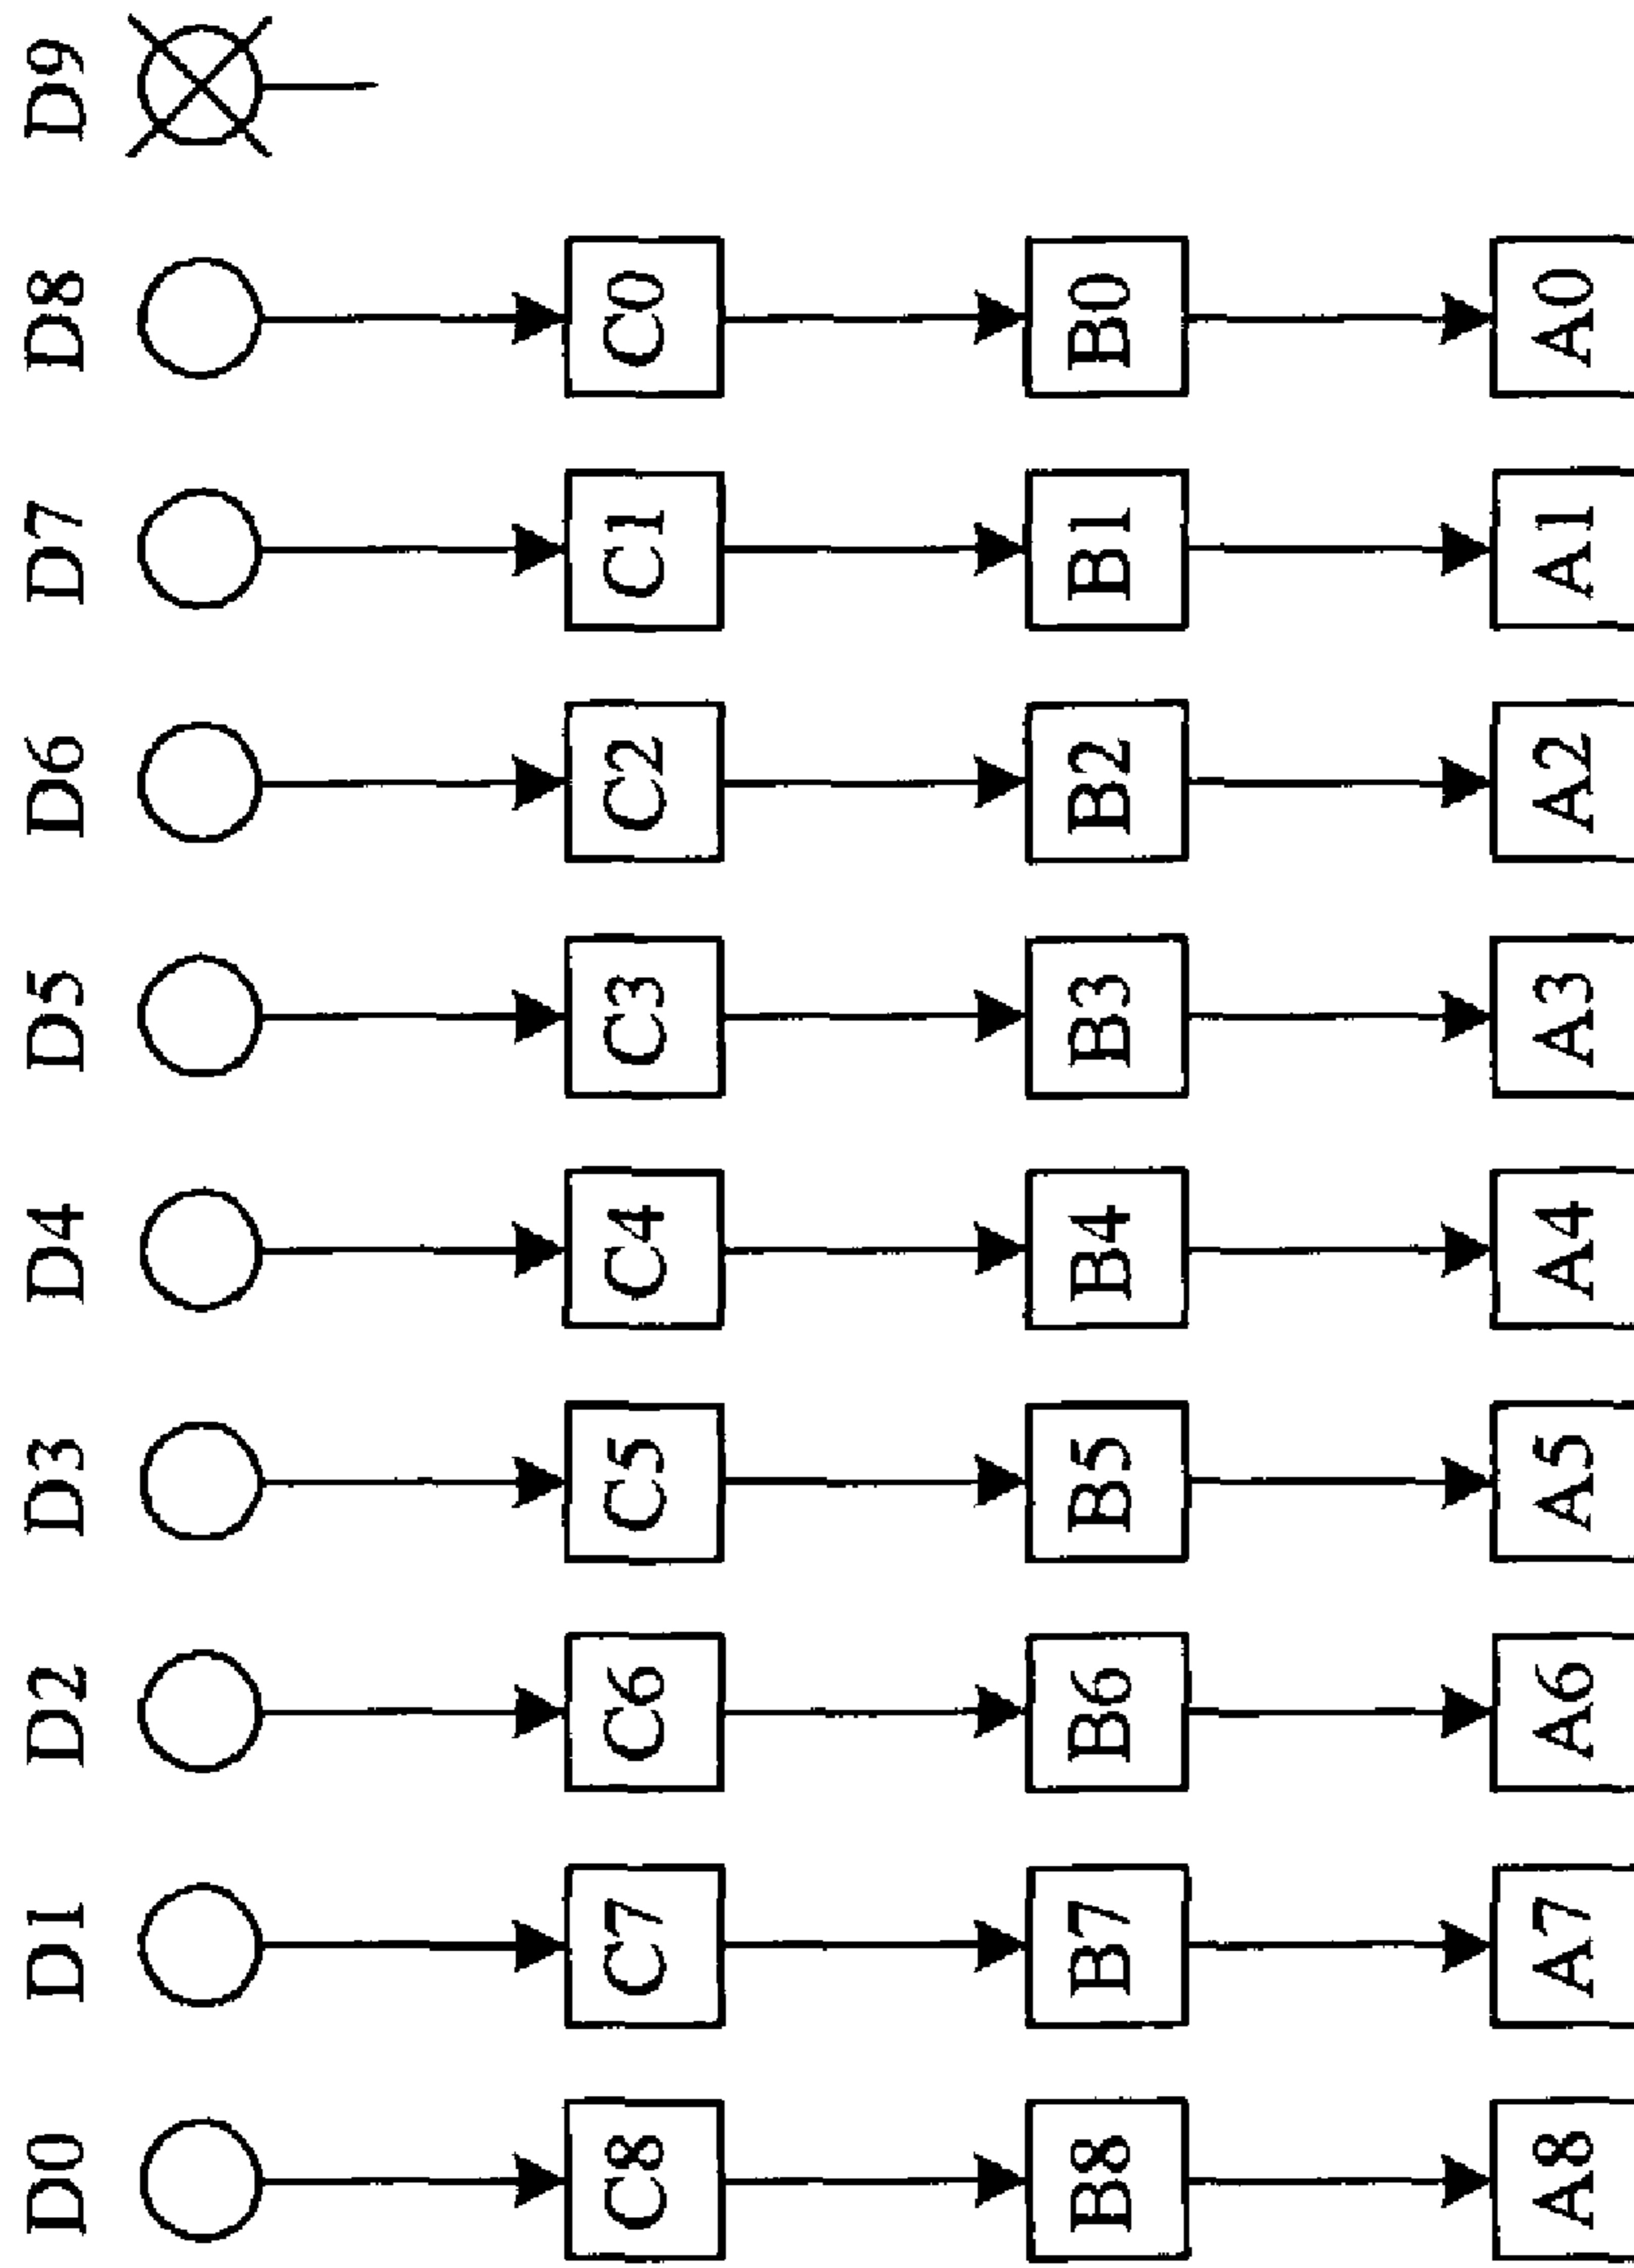 D0 D1 D2 D3 D4 D5 D6 D7 D8 D9
C8 C7 C6 C5 C4 C3 C2 C1 C0
B8 B7 B6 B5 B4 B3 B2 B1 B0
A8 A7 A6 A5 A4 A3 A2 A1 A0